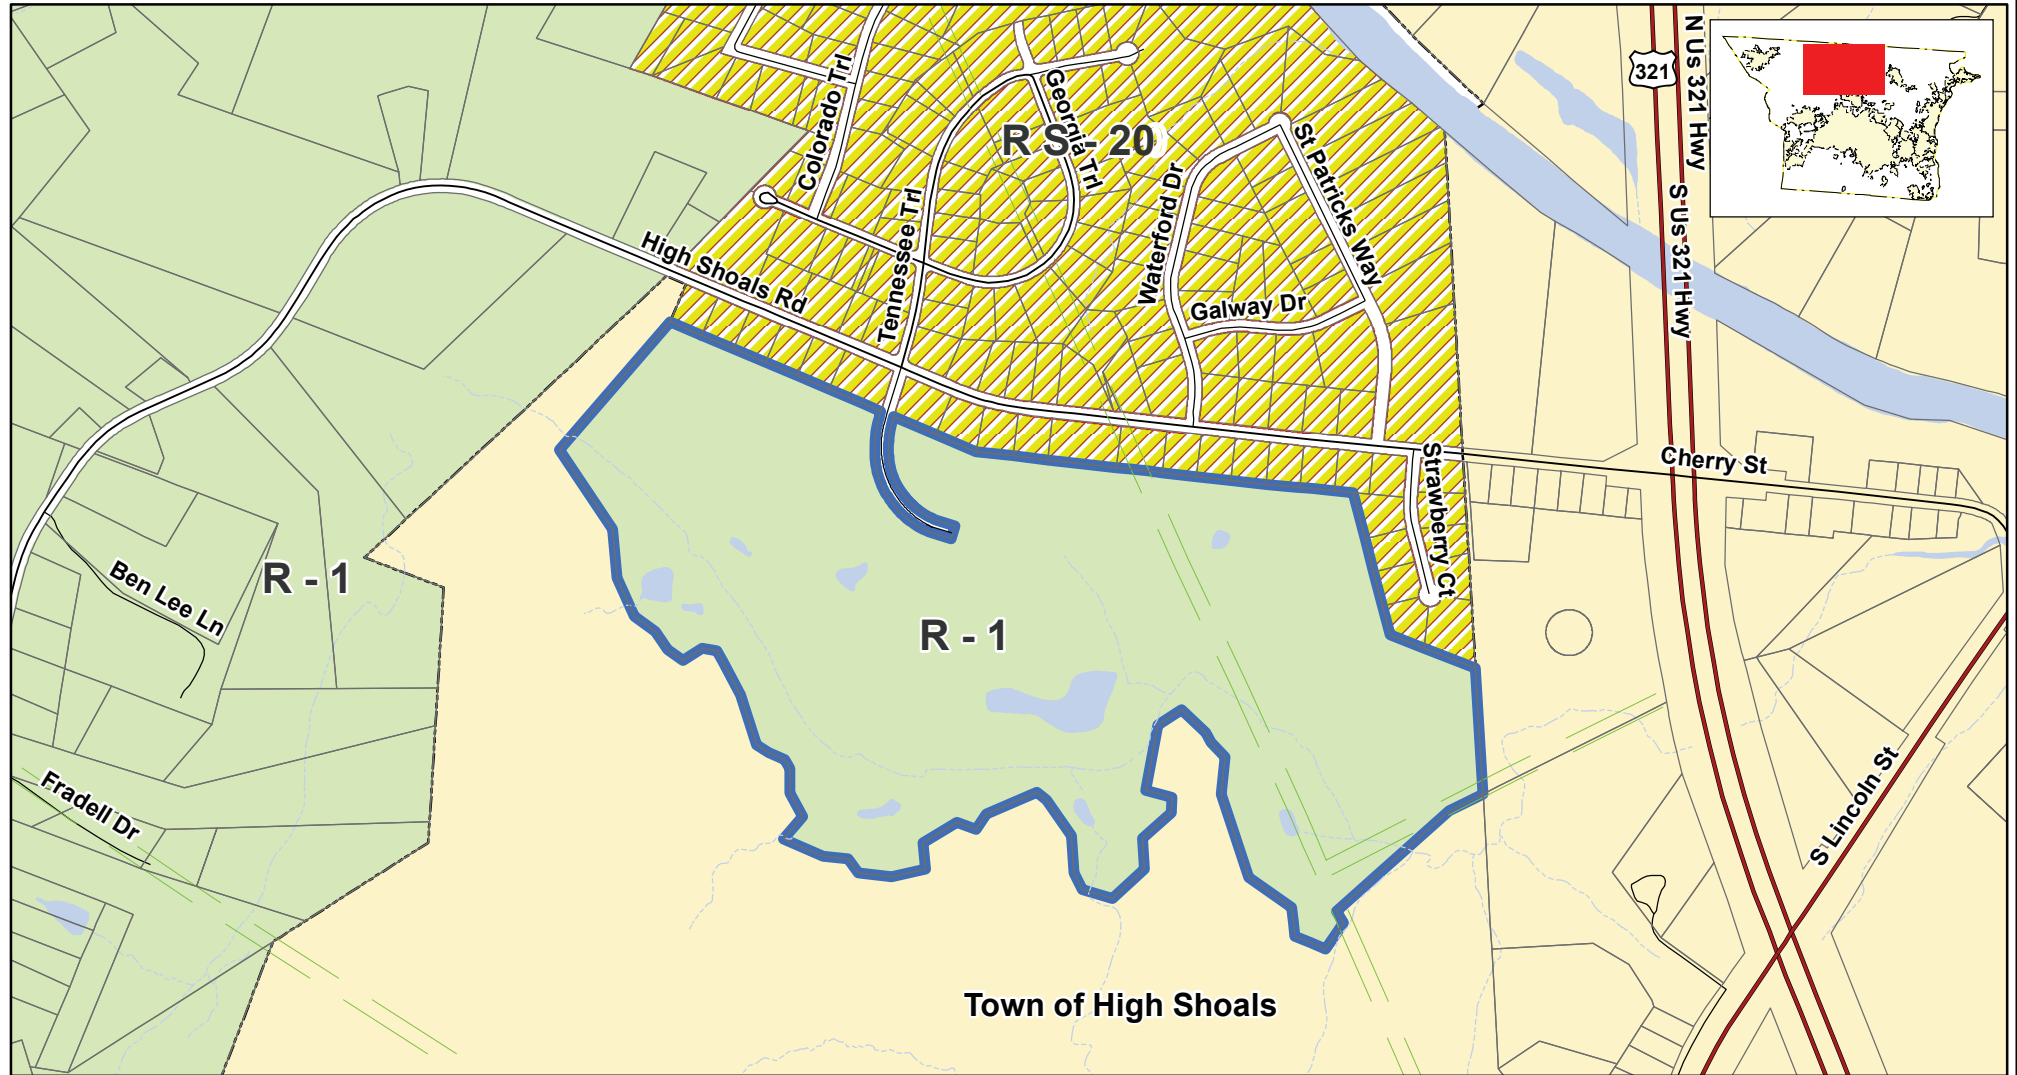 N Us 321 Hwy
321
Colorado Trl
Georgia Trl
R S - 20
St Patricks Way
Waterford Dr
Tennessee Trl
S Us 321 Hwy
High Shoals Rd
Galway Dr
Cherry St
Strawberry Ct
R - 1
Ben Lee Ln
R - 1
Fradell Dr
S Lincoln St
Town of High Shoals